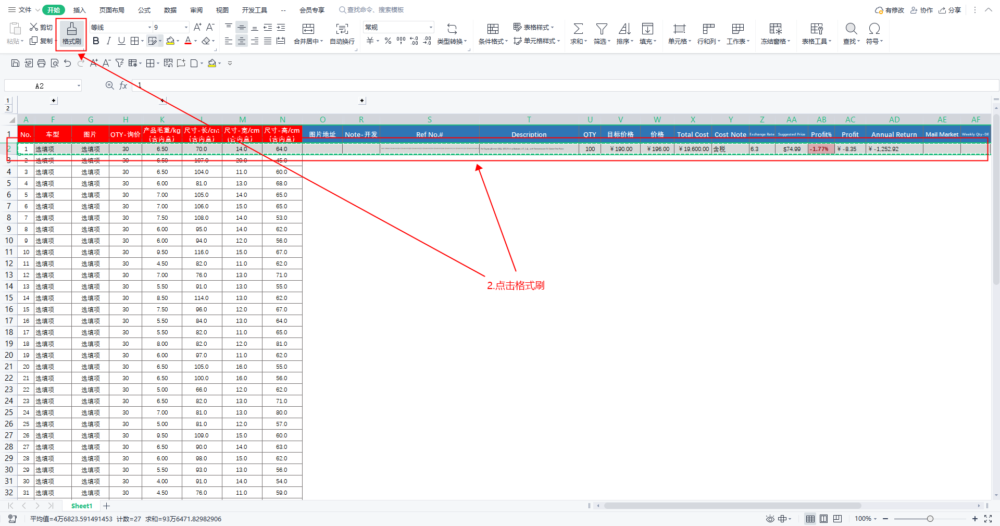 文件 开始 插入 页面布局 公式 数据 审阅 视图 开发工具 -- 会员专享 查找命令、搜索模板 有修改 协作 分享
剪切 等线 9 A+ A- 常规 表格样式
粘贴 复制 格式刷 B I U A 合并居中 自动换行 ¥ % 000 类型转换 条件格式 单元格样式 求和 筛选 排序 填充 单元格 行和列 工作表 冻结窗格 表格工具 查找 符号
A2 fx 1
1
2
A F G H K L M N O R S T U V W X Y Z AA AB AC AD AE AF
1 No. 车型 图片 QTY-询价 产品毛重/kg (含内盒) 尺寸-长/cm (含内盒) 尺寸-宽/cm (含内盒) 尺寸-高/cm (含内盒) 图片地址 Note-开发 Ref No.# Description QTY 目标价格 价格 Total Cost Cost Note Exchange Rate Suggested Price Profit% Profit Annual Return Mail Market Weekly Qty-DE
2 1 选填项 选填项 30 6.50 70.0 14.0 64.0 100 ¥190.00 ¥196.00 ¥19,600.00 含税 6.3 $74.99 -1.77% ¥ -8.35 ¥ -1,252.92
3 2 选填项 选填项 30 6.50 107.0 20.0 45.0
4 3 选填项 选填项 30 6.50 104.0 11.0 60.0
5 4 选填项 选填项 30 6.00 81.0 13.0 68.0
6 5 选填项 选填项 30 7.00 105.0 14.0 65.0
7 6 选填项 选填项 30 7.00 106.0 15.0 65.0
8 7 选填项 选填项 30 7.50 108.0 14.0 53.0
9 8 选填项 选填项 30 6.00 95.0 14.0 62.0
10 9 选填项 选填项 30 6.00 94.0 12.0 56.0
11 10 选填项 选填项 30 9.50 116.0 15.0 67.0
12 11 选填项 选填项 30 4.50 82.0 11.0 62.0
13 12 选填项 选填项 30 7.00 76.0 13.0 71.0
14 13 选填项 选填项 30 5.50 91.0 13.0 55.0
2.点击格式刷
15 14 选填项 选填项 30 8.50 114.0 13.0 62.0
16 15 选填项 选填项 30 7.50 96.0 12.0 67.0
17 16 选填项 选填项 30 5.50 84.0 13.0 64.0
18 17 选填项 选填项 30 5.50 82.0 11.0 65.0
19 18 选填项 选填项 30 8.00 82.0 12.0 81.0
20 19 选填项 选填项 30 6.00 97.0 11.0 62.0
21 20 选填项 选填项 30 6.50 105.0 16.0 55.0
22 21 选填项 选填项 30 6.50 100.0 16.0 56.0
23 22 选填项 选填项 30 5.00 66.0 12.0 62.0
24 23 选填项 选填项 30 6.50 82.0 13.0 71.0
25 24 选填项 选填项 30 7.00 81.0 13.0 80.0
26 25 选填项 选填项 30 5.00 81.0 12.0 57.0
27 26 选填项 选填项 30 9.50 109.0 15.0 60.0
28 27 选填项 选填项 30 6.50 90.0 14.0 63.0
29 28 选填项 选填项 30 6.00 98.0 15.0 62.0
30 29 选填项 选填项 30 5.50 93.0 13.0 56.0
31 30 选填项 选填项 30 4.00 91.0 14.0 54.0
32 31 选填项 选填项 30 4.50 76.0 11.0 59.0
Sheet1
平均值=4万6823.591491453 计数=27 求和=93万6471.82982906 100%